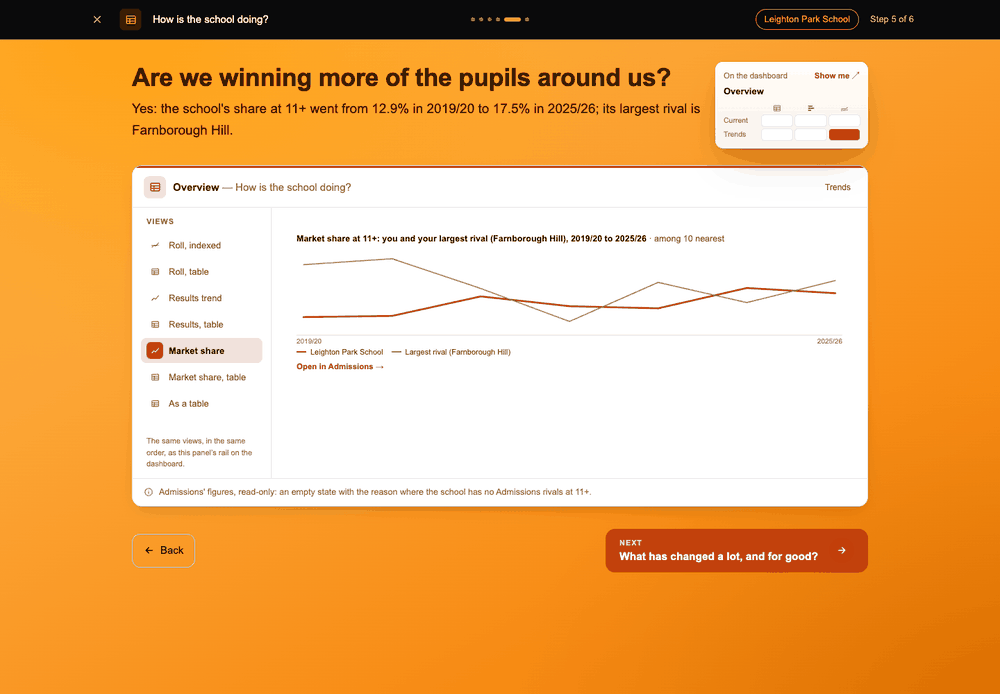 How is the school doing?
Leighton Park School
Step 5 of 6
Are we winning more of the pupils around us?
Yes: the school's share at 11+ went from 12.9% in 2019/20 to 17.5% in 2025/26; its largest rival is
Farnborough Hill.
On the dashboard
Show me
Overview
Current
Trends
Overview — How is the school doing?
Trends
VIEWS
Roll, indexed
Roll, table
Results trend
Results, table
Market share
Market share, table
As a table
The same views, in the same
order, as this panel's rail on the
dashboard.
Market share at 11+: you and your largest rival (Farnborough Hill), 2019/20 to 2025/26 · among 10 nearest
2019/20
2025/26
Leighton Park School
Largest rival (Farnborough Hill)
Open in Admissions →
Admissions' figures, read-only: an empty state with the reason where the school has no Admissions rivals at 11+.
← Back
NEXT
What has changed a lot, and for good? →